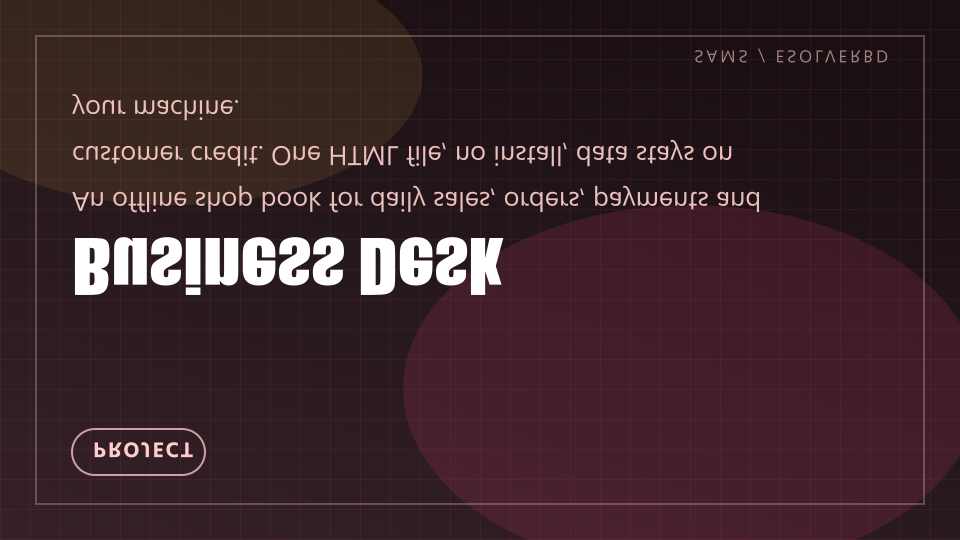 PROJECT
Business Desk
An offline shop book for daily sales, orders, payments and
customer credit. One HTML file, no install, data stays on
your machine.
SAMS / ESOLVERBD